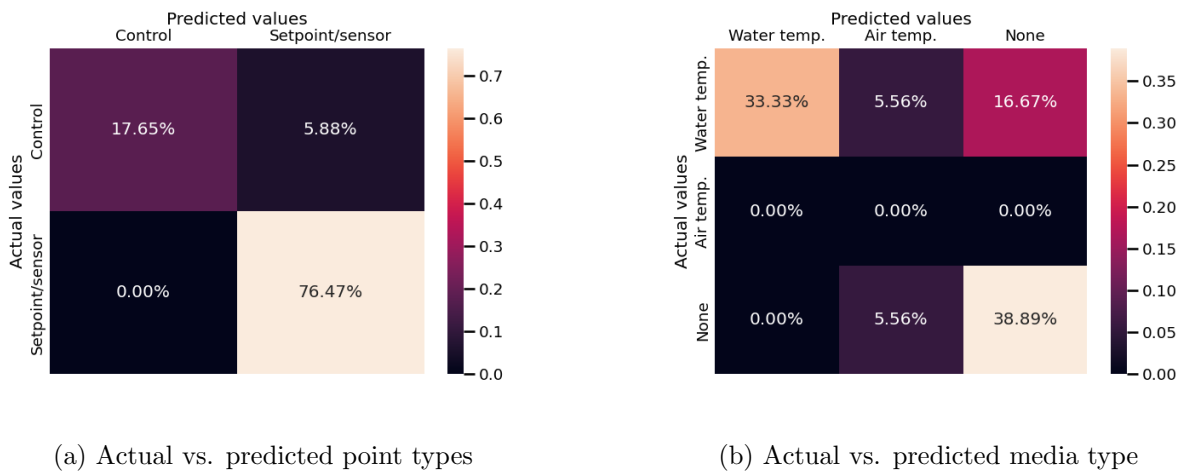 Predicted values
Control Setpoint/sensor
Actual values
Control
Setpoint/sensor
17.65% 5.88%
0.00% 76.47%
0.7
0.6
0.5
0.4
0.3
0.2
0.1
0.0
(a) Actual vs. predicted point types
Predicted values
Water temp. Air temp. None
Actual values
Water temp.
Air temp.
None
33.33% 5.56% 16.67%
0.00% 0.00% 0.00%
0.00% 5.56% 38.89%
0.35
0.30
0.25
0.20
0.15
0.10
0.05
0.00
(b) Actual vs. predicted media type